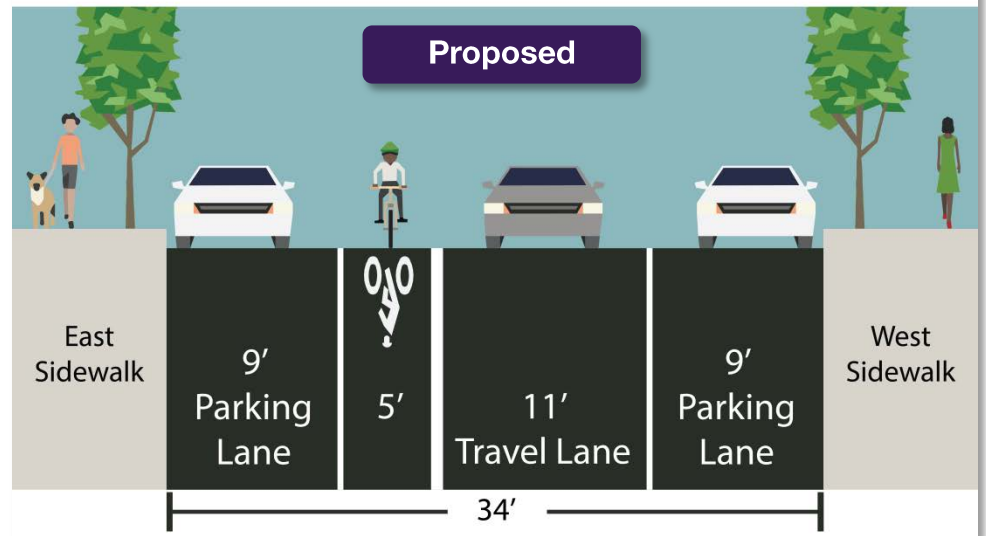 Proposed
East
Sidewalk
9′
Parking
Lane
5′
11′
Travel Lane
9′
Parking
Lane
West
Sidewalk
34′